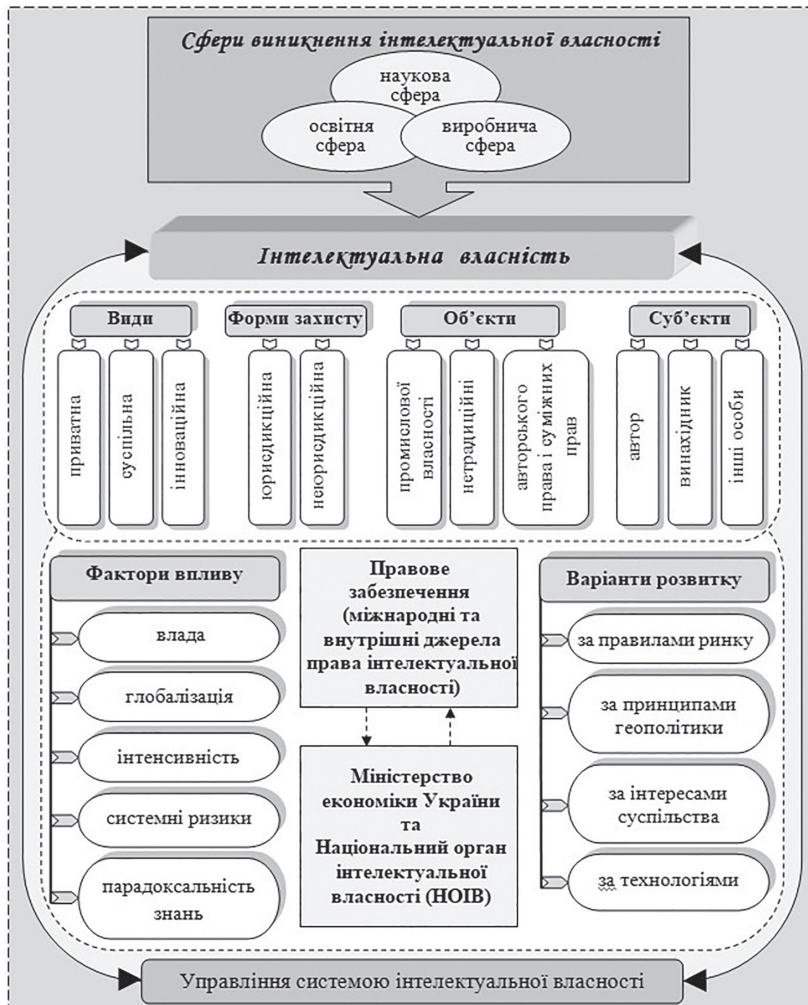 Сфери виникнення інтелектуальної власності
наукова
сфера
освітня
сфера
виробнича
сфера
Інтелектуальна власність
Види
приватна
суспільна
інноваційна
Форми захисту
юрисдикційна
неюрисдикційна
Об’єкти
промислової
власності
нетрадиційні
авторського
права і суміжних
прав
Суб’єкти
автор
винахідник
інші особи
Фактори впливу
влада
глобалізація
інтенсивність
системні ризики
парадоксальність
знань
Правове
забезпечення
(міжнародні та
внутрішні джерела
права інтелектуальної
власності)
Міністерство
економіки України
та
Національний орган
інтелектуальної
власності (НОІВ)
Варіанти розвитку
за правилами ринку
за принципами
геополітики
за інтересами
суспільства
за технологіями
Управління системою інтелектуальної власності